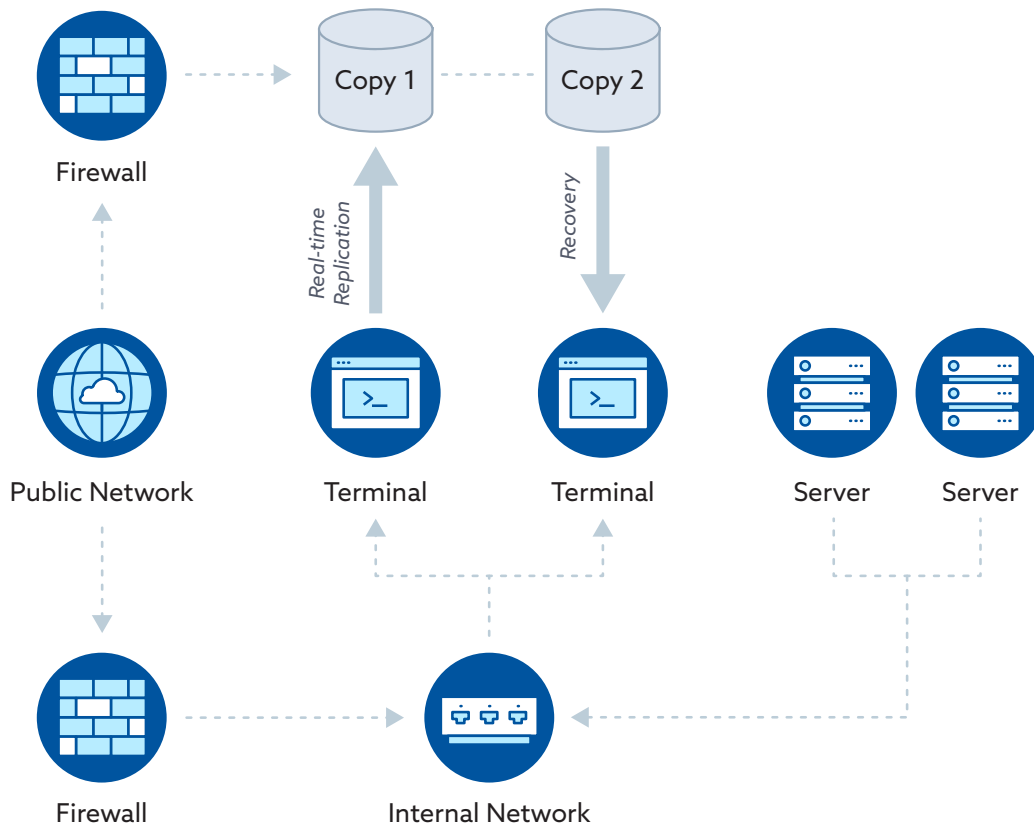 Copy 1
Copy 2
Firewall
Real-time
Replication
Recovery
Public Network
Terminal
Terminal
Server
Server
Firewall
Internal Network